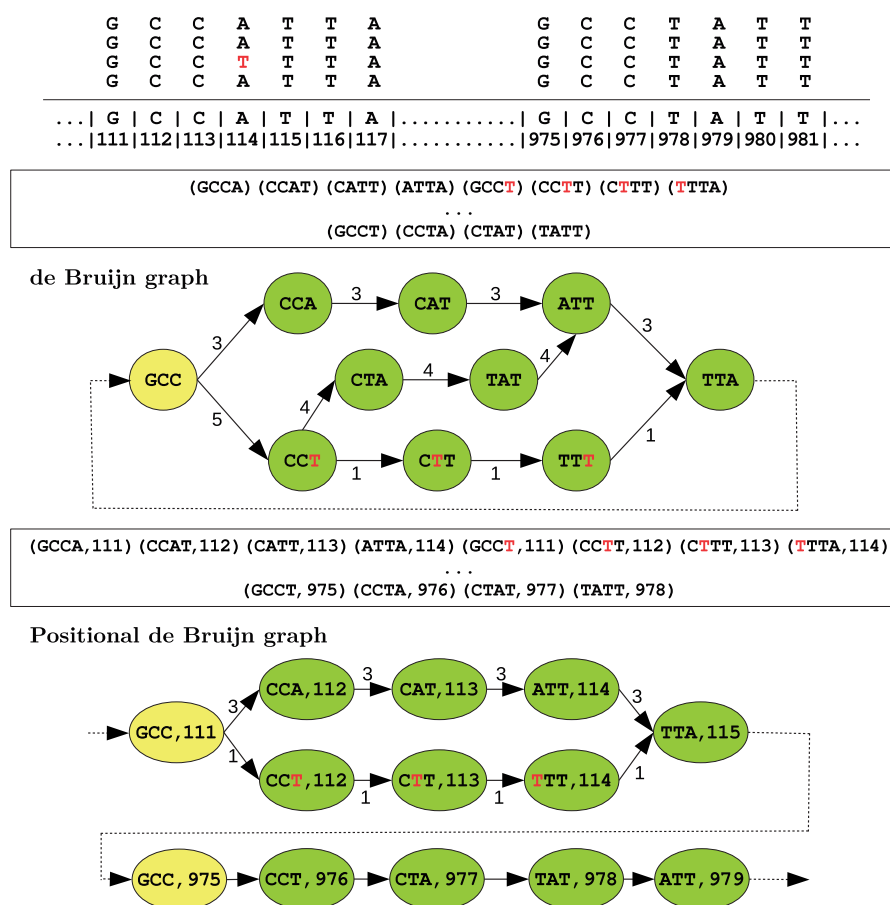 G C C A T T A G C C T A T T
G C C A T T A G C C T A T T
G C C T T T A G C C T A T T
G C C A T T A G C C T A T T
...| G | C | C | A | T | T | A |...........| G | C | C | T | A | T | T |...
...|111|112|113|114|115|116|117|...........|975|976|977|978|979|980|981|...
(GCCA)(CCAT)(CATT)(ATTA)(GCCT)(CCTT)(CTTT)(TTTA)
...
(GCCT)(CCTA)(CTAT)(TATT)
de Bruijn graph
CCA 3 CAT 3 ATT
3 3
GCC CTA 4 TAT 4 TTA
5 4 1
CCT 1 CTT 1 TTT
(GCCA,111)(CCAT,112)(CATT,113)(ATTA,114)(GCCT,111)(CCTT,112)(CTTT,113)(TTTA,114)
...
(GCCT,975)(CCTA,976)(CTAT,977)(TATT,978)
Positional de Bruijn graph
CCA,112 3 CAT,113 3 ATT,114
3 3
GCC,111 TTA,115
1 1
CCT,112 1 CTT,113 1 TTT,114
GCC,975 CCT,976 CTA,977 TAT,978 ATT,979